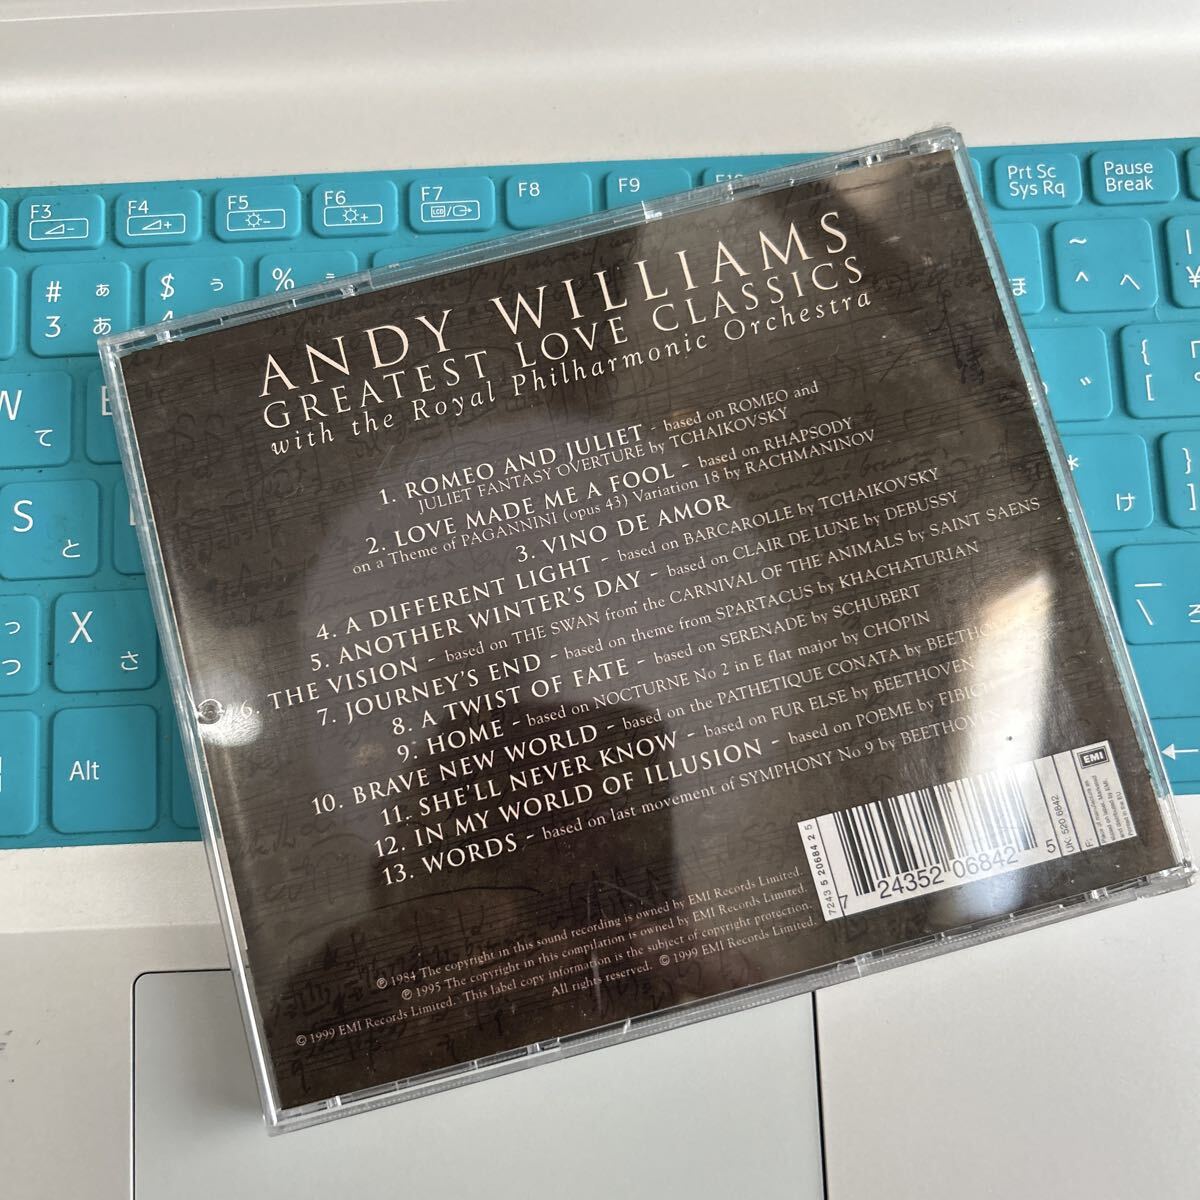 F3
F4
F5
F6
F7
LCD
F8
F9
Prt Sc
Sys Rq
Pause
Break
# ぁ
3 あ
$ ぅ
%
~
^ へ
¥
ほ
W
て
E
{
[ °
S
と
*
け
}
]
X
さ
っ
つ
_
\ ろ
Alt
ANDY WILLIAMS
GREATEST LOVE CLASSICS
with the Royal Philharmonic Orchestra
1. ROMEO AND JULIET - based on ROMEO and
JULIET FANTASY OVERTURE by TCHAIKOVSKY
2. LOVE MADE ME A FOOL - based on RHAPSODY
on a Theme of PAGANNINI (opus 43) Variation 18 by RACHMANINOV
3. VINO DE AMOR
4. A DIFFERENT LIGHT - based on BARCAROLLE by TCHAIKOVSKY
5. ANOTHER WINTER'S DAY - based on CLAIR DE LUNE by DEBUSSY
6. THE VISION - based on THE SWAN from the CARNIVAL OF THE ANIMALS by SAINT SAENS
7. JOURNEY'S END - based on theme from SPARTACUS by KHACHATURIAN
8. A TWIST OF FATE - based on SERENADE by SCHUBERT
9. HOME - based on NOCTURNE No 2 in E flat major by CHOPIN
10. BRAVE NEW WORLD - based on the PATHETIQUE CONATA by BEETHOVEN
11. SHE'LL NEVER KNOW - based on FUR ELSE by BEETHOVEN
12. IN MY WORLD OF ILLUSION - based on POEME by FIBICH
13. WORDS - based on last movement of SYMPHONY No 9 by BEETHOVEN
℗ 1984 The copyright in this sound recording is owned by EMI Records Limited.
℗ 1995 The copyright in this compilation is owned by EMI Records Limited.
© 1999 EMI Records Limited. This label copy information is the subject of copyright protection.
All rights reserved. © 1999 EMI Records Limited.
7243 5 20684 2 5
7 24352 06842 5
UK: 520 6842
F:
EMI
Printed in the EU.